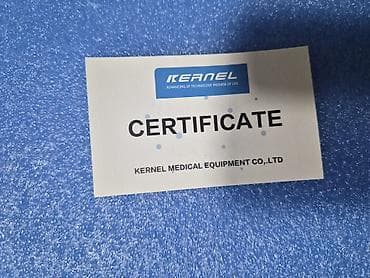 KERNEL
CERTIFICATE
KERNEL MEDICAL EQUIPMENT CO,.LTD